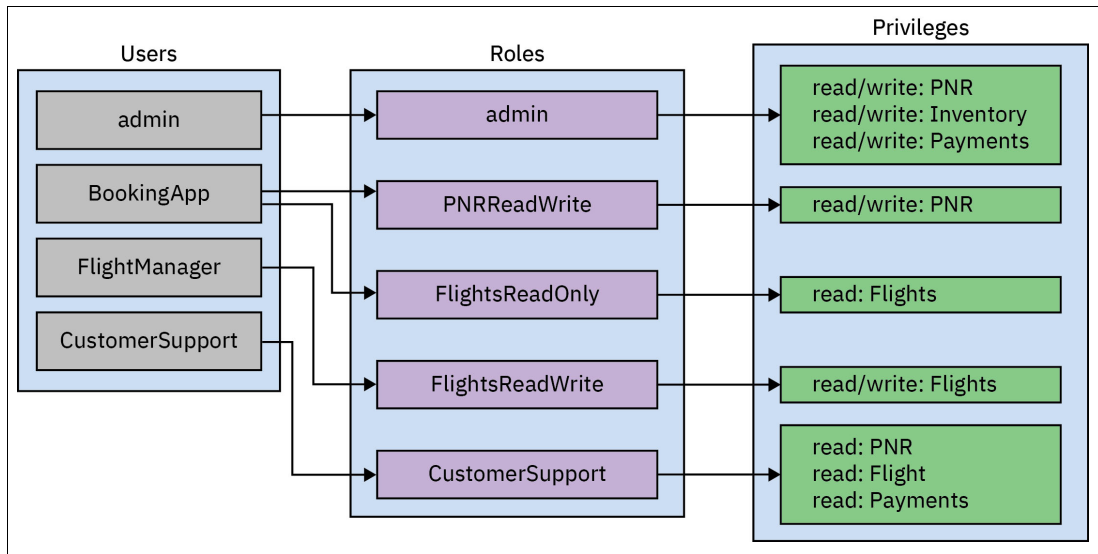 Users
admin
BookingApp
FlightManager
CustomerSupport
Roles
admin
PNRReadWrite
FlightsReadOnly
FlightsReadWrite
CustomerSupport
Privileges
read/write: PNR
read/write: Inventory
read/write: Payments
read/write: PNR
read: Flights
read/write: Flights
read: PNR
read: Flight
read: Payments